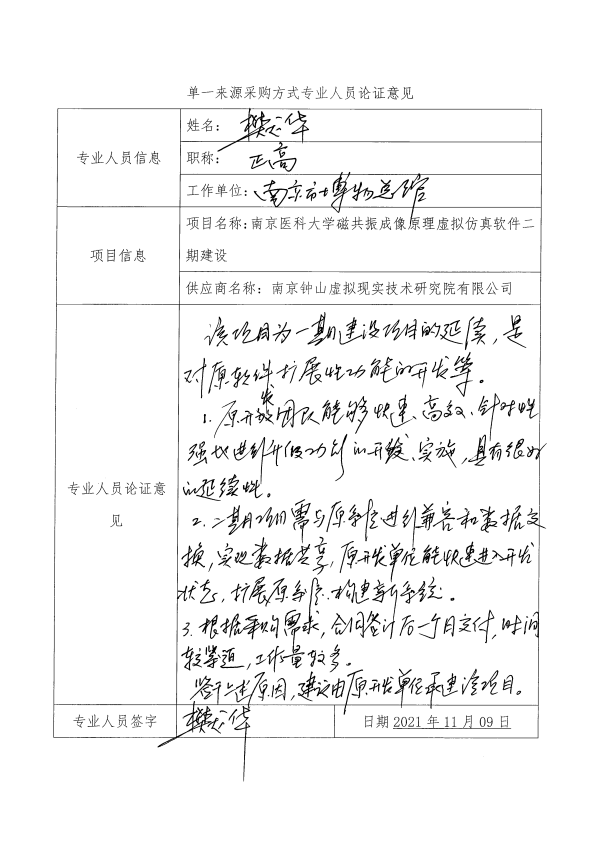 单一来源采购方式专业人员论证意见
专业人员信息
姓名： 樊志华
职称： 正高
工作单位: 南京市博物总馆
项目信息
项目名称: 南京医科大学磁共振成像原理虚拟仿真软件二
期建设
供应商名称: 南京钟山虚拟现实技术研究院有限公司
专业人员论证意
见
该项目为一期建设项目的延续，是
对原软件扩展性功能的开发等。
1. 原开发团队能够快速、高效、针对性
强地进行升级功能的开发、实施，具有很好
的延续性。
2. 二期项目需与原系统进行兼容和数据交
换，实现数据共享，原开发单位能快速进入开发
状态，扩展原系统、构建新系统。
3. 根据采购需求，合同签订后一个月交付，时间
较紧迫，工作量较多。
鉴于上述原因，建议由原开发单位承建该项目。
专业人员签字
樊志华
日期 2021 年 11 月 09 日